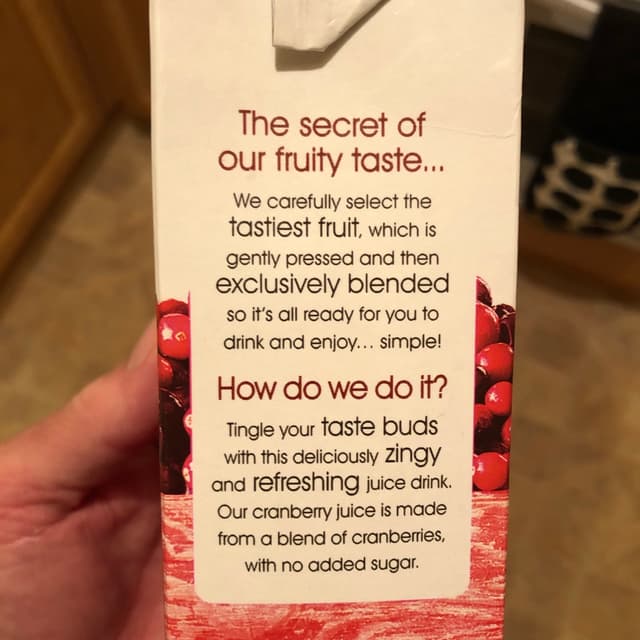 The secret of
our fruity taste...
We carefully select the
tastiest fruit, which is
gently pressed and then
exclusively blended
so it's all ready for you to
drink and enjoy... simple!
How do we do it?
Tingle your taste buds
with this deliciously zingy
and refreshing juice drink.
Our cranberry juice is made
from a blend of cranberries,
with no added sugar.